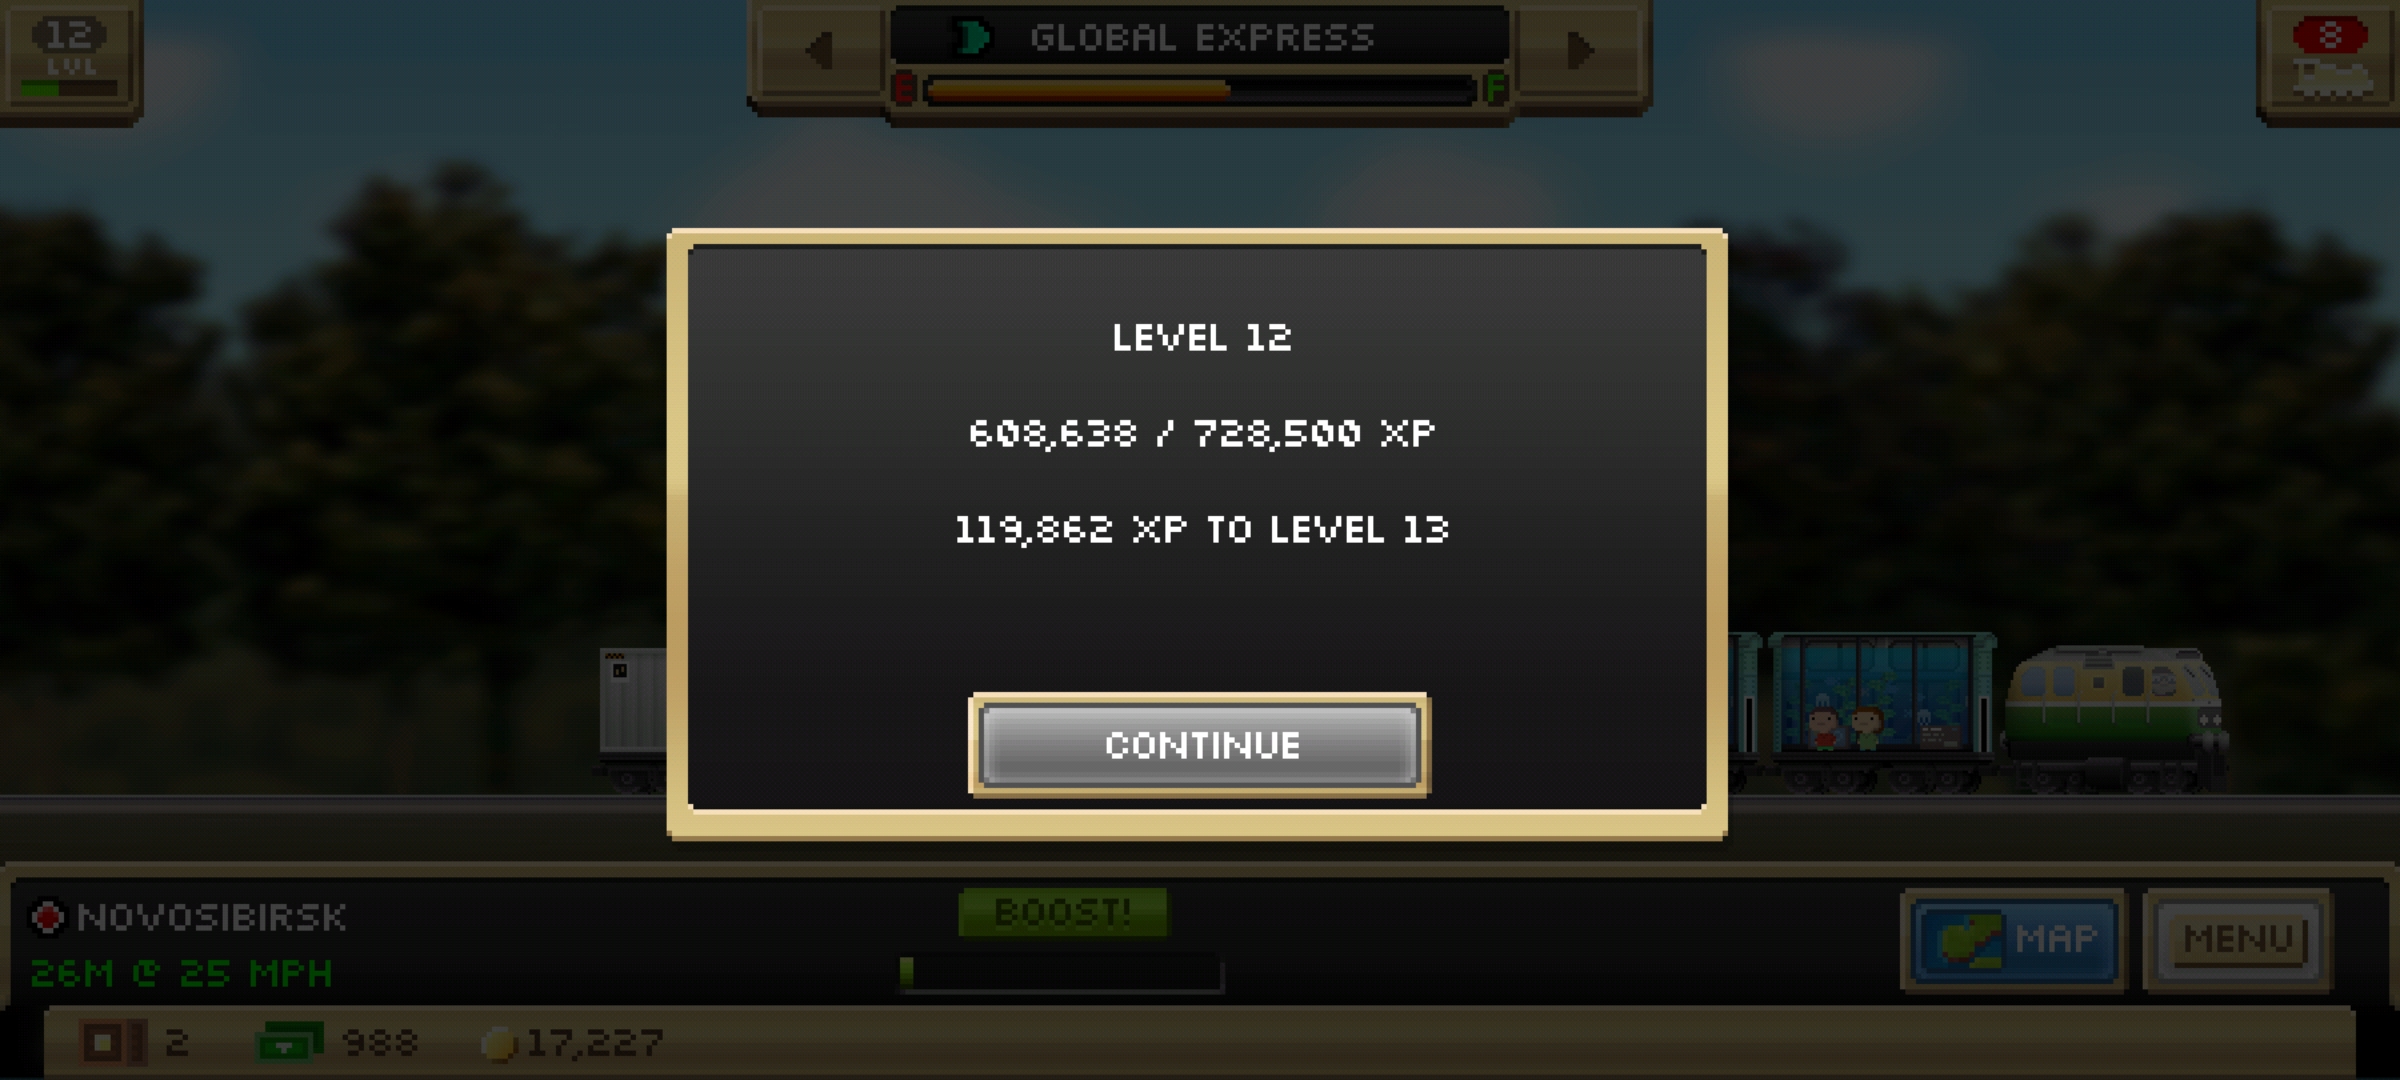 12
LVL
GLOBAL EXPRESS
E
F
8
LEVEL 12
608,638 / 728,500 XP
119,862 XP TO LEVEL 13
CONTINUE
NOVOSIBIRSK
26M @ 25 MPH
BOOST!
MAP
MENU
2
988
17,227